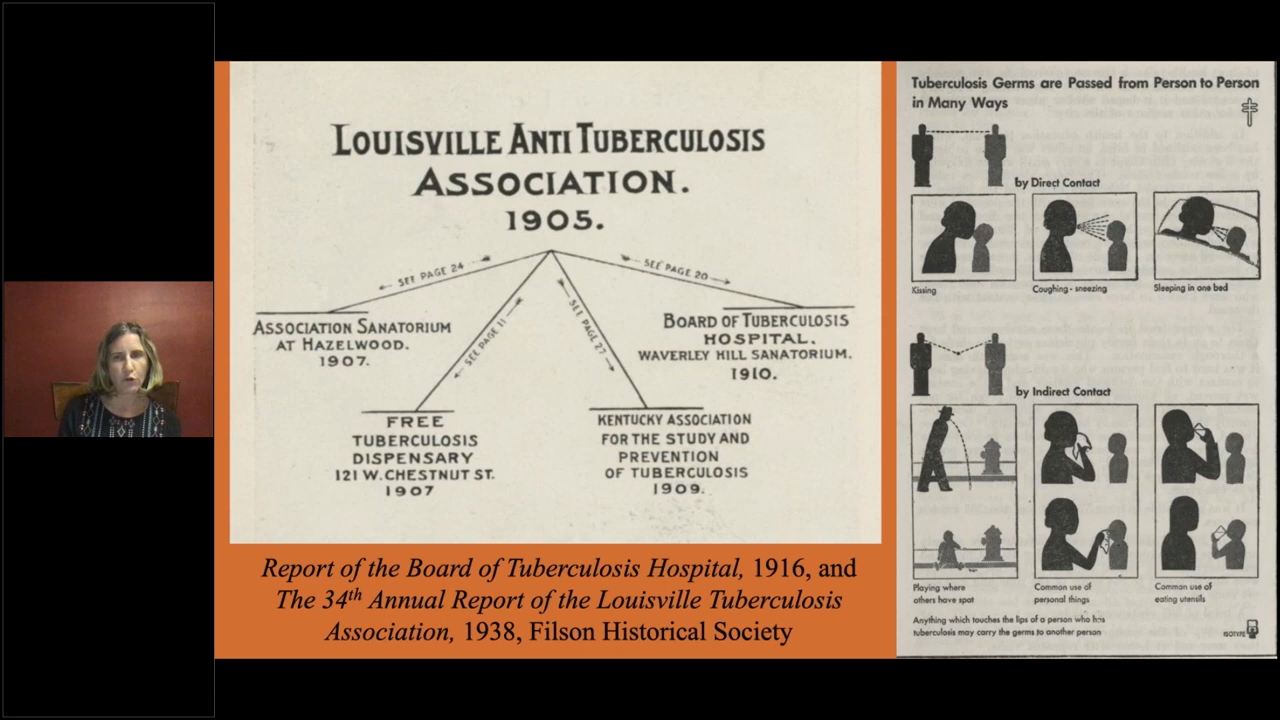 LOUISVILLE ANTI TUBERCULOSIS
ASSOCIATION.
1905.
SEE PAGE 24
SEE PAGE 11
SEE PAGE 27
SEE PAGE 20
ASSOCIATION SANATORIUM
AT HAZELWOOD.
1907.
FREE
TUBERCULOSIS
DISPENSARY
121 W. CHESTNUT ST.
1907
KENTUCKY ASSOCIATION
FOR THE STUDY AND
PREVENTION
OF TUBERCULOSIS
1909.
BOARD OF TUBERCULOSIS
HOSPITAL.
WAVERLEY HILL SANATORIUM.
1910.
Report of the Board of Tuberculosis Hospital, 1916, and
The 34th Annual Report of the Louisville Tuberculosis
Association, 1938, Filson Historical Society
Tuberculosis Germs are Passed from Person to Person
in Many Ways
by Direct Contact
Kissing
Coughing - sneezing
Sleeping in one bed
by Indirect Contact
Playing where
others have spat
Common use of
personal things
Common use of
eating utensils
Anything which touches the lips of a person who has
tuberculosis may carry the germs to another person
ISOTYPE